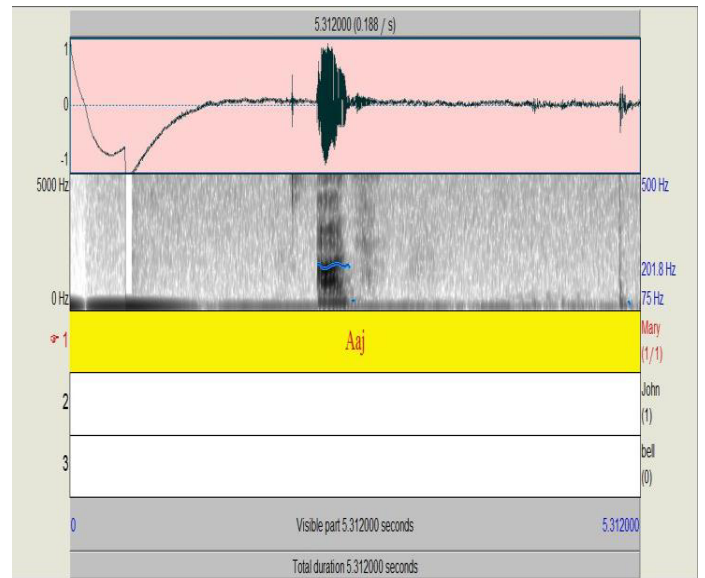 5.312000 (0.188 / s)
1
0
-1
5000 Hz
500 Hz
201.8 Hz
0 Hz
75 Hz
☞ 1
Aaj
Mary
(1/1)
2
John
(1)
3
bell
(0)
0
Visible part 5.312000 seconds
5.312000
Total duration 5.312000 seconds